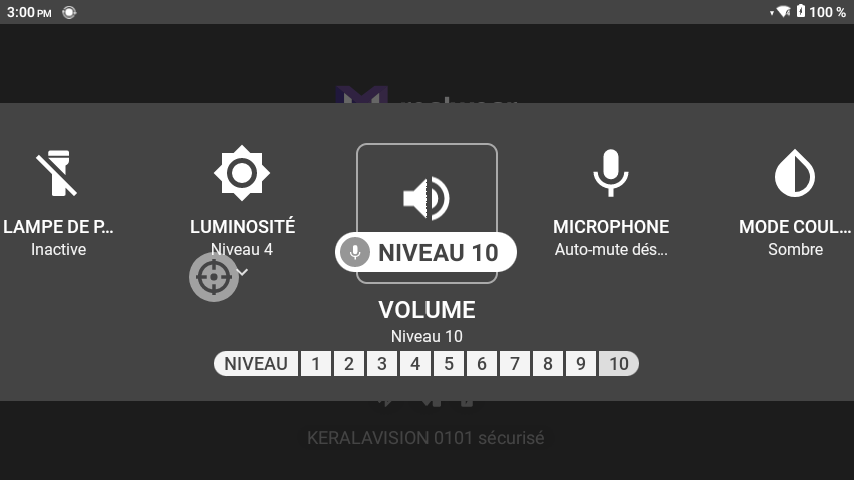 3:00 PM
100 %
LAMPE DE P...
Inactive
LUMINOSITÉ
Niveau 4
NIVEAU 10
MICROPHONE
Auto-mute dés...
MODE COUL...
Sombre
VOLUME
Niveau 10
NIVEAU 1 2 3 4 5 6 7 8 9 10
KERALAVISION 0101 sécurisé